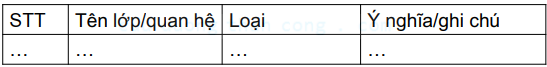 STT Tên lớp/quan hệ Loại Ý nghĩa/ghi chú
… … … …